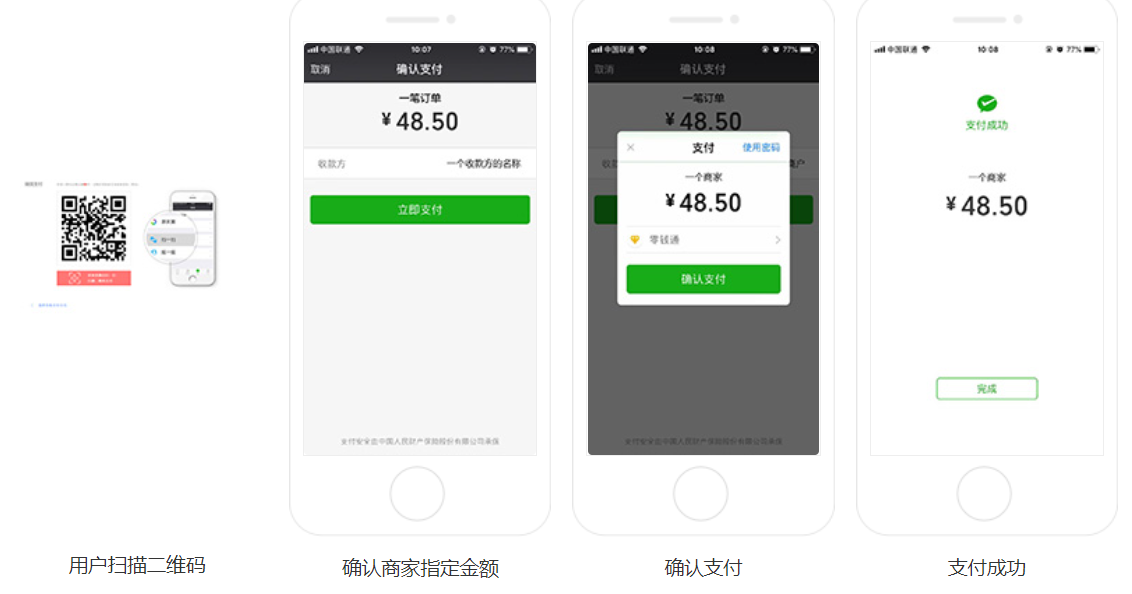 用户扫描二维码
中国联通 10:07 77%
取消 确认支付
一笔订单
¥48.50
收款方 一个收款方的名称
立即支付
支付安全由中国人民财产保险股份有限公司承保
确认商家指定金额
中国联通 10:08 77%
取消 确认支付
一笔订单
¥48.50
支付 使用密码
一个商家
¥48.50
零钱通
确认支付
支付安全由中国人民财产保险股份有限公司承保
确认支付
中国联通 10:08 77%
支付成功
一个商家
¥48.50
完成
支付成功